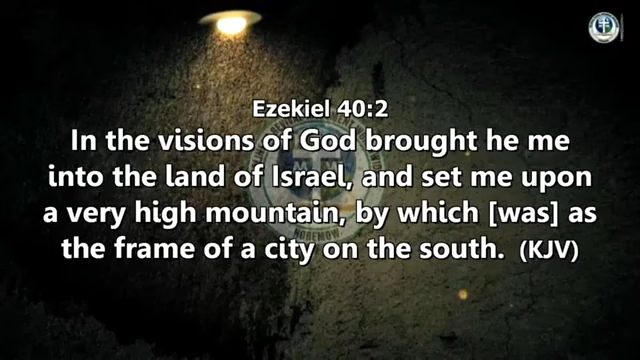 Ezekiel 40:2
In the visions of God brought he me
into the land of Israel, and set me upon
a very high mountain, by which [was] as
the frame of a city on the south. (KJV)